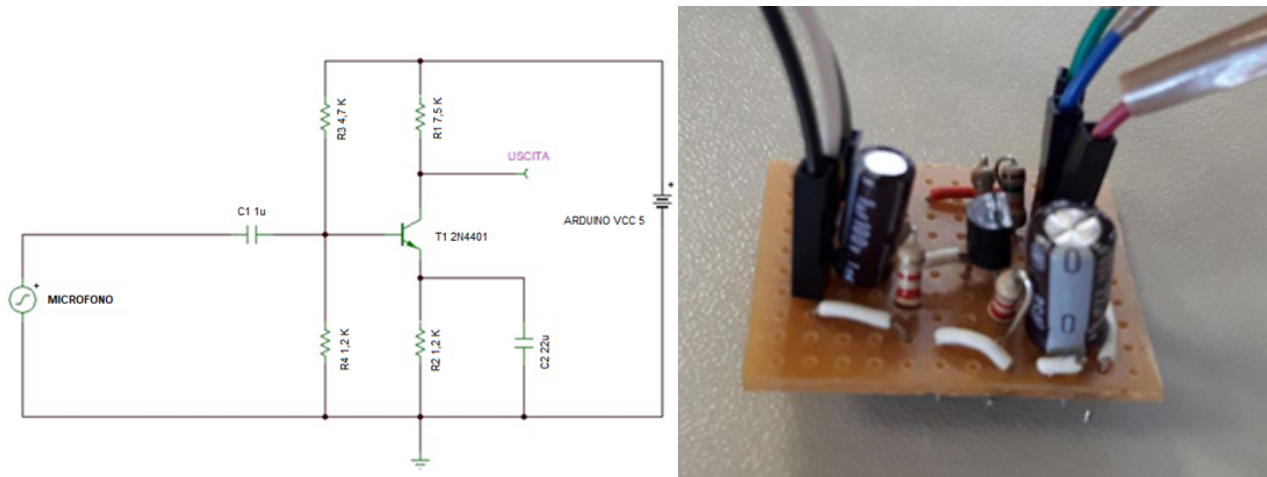 R3 4,7 K
R1 7,5 K
USCITA
+
ARDUINO VCC 5
C1 1u
T1 2N4401
+
MICROFONO
R4 1,2 K
R2 1,2 K
C2 22u